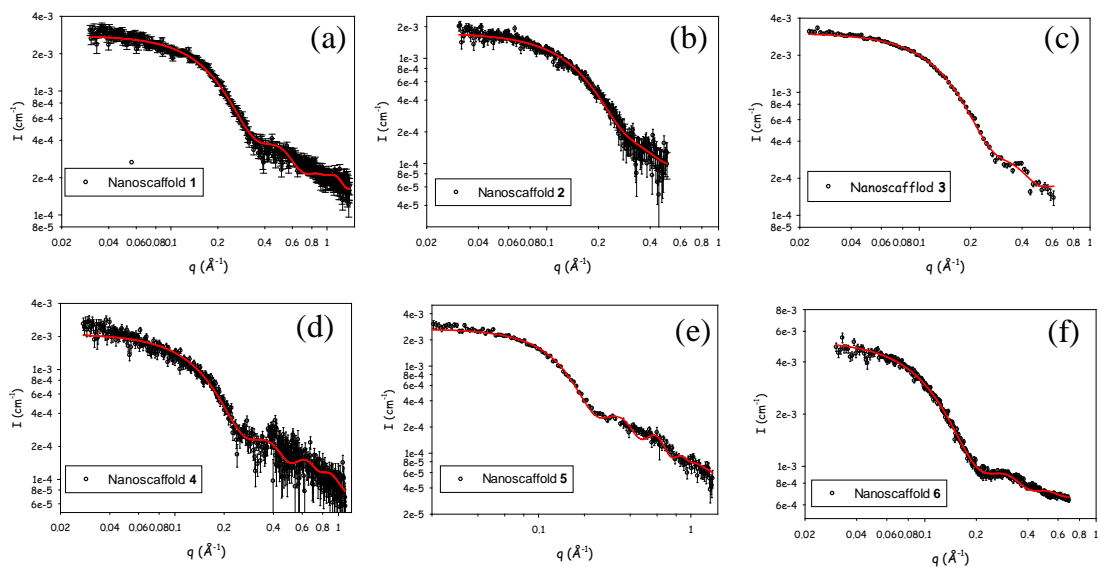 4e-3
2e-3
1e-3
8e-4
6e-4
4e-4
2e-4
1e-4
8e-5
I (cm⁻¹)
(a)
Nanoscaffold 1
0.02 0.04 0.060.080.1 0.2 0.4 0.6 1
q (Å⁻¹)
2e-3
1e-3
8e-4
6e-4
4e-4
2e-4
1e-4
8e-5
6e-5
4e-5
I (cm⁻¹)
(b)
Nanoscaffold 2
0.02 0.04 0.060.080.1 0.2 0.4 0.6 1
q (Å⁻¹)
4e-3
2e-3
1e-3
8e-4
6e-4
4e-4
2e-4
1e-4
8e-5
I (cm⁻¹)
(c)
Nanoscafflod 3
0.02 0.04 0.060.080.1 0.2 0.4 0.6 0.8 1
q (Å⁻¹)
4e-3
2e-3
1e-3
8e-4
6e-4
4e-4
2e-4
1e-4
8e-5
6e-5
I (cm⁻¹)
(d)
Nanoscaffold 4
0.02 0.04 0.060.080.1 0.2 0.4 0.6 0.8 1
q (Å⁻¹)
4e-3
2e-3
1e-3
8e-4
6e-4
4e-4
2e-4
1e-4
8e-5
6e-5
4e-5
2e-5
I (cm⁻¹)
(e)
Nanoscaffold 5
0.1 1
q (Å⁻¹)
8e-3
6e-3
4e-3
2e-3
1e-3
8e-4
6e-4
I (cm⁻¹)
(f)
Nanoscaffold 6
0.02 0.04 0.060.080.1 0.2 0.4 0.6 0.8 1
q (Å⁻¹)